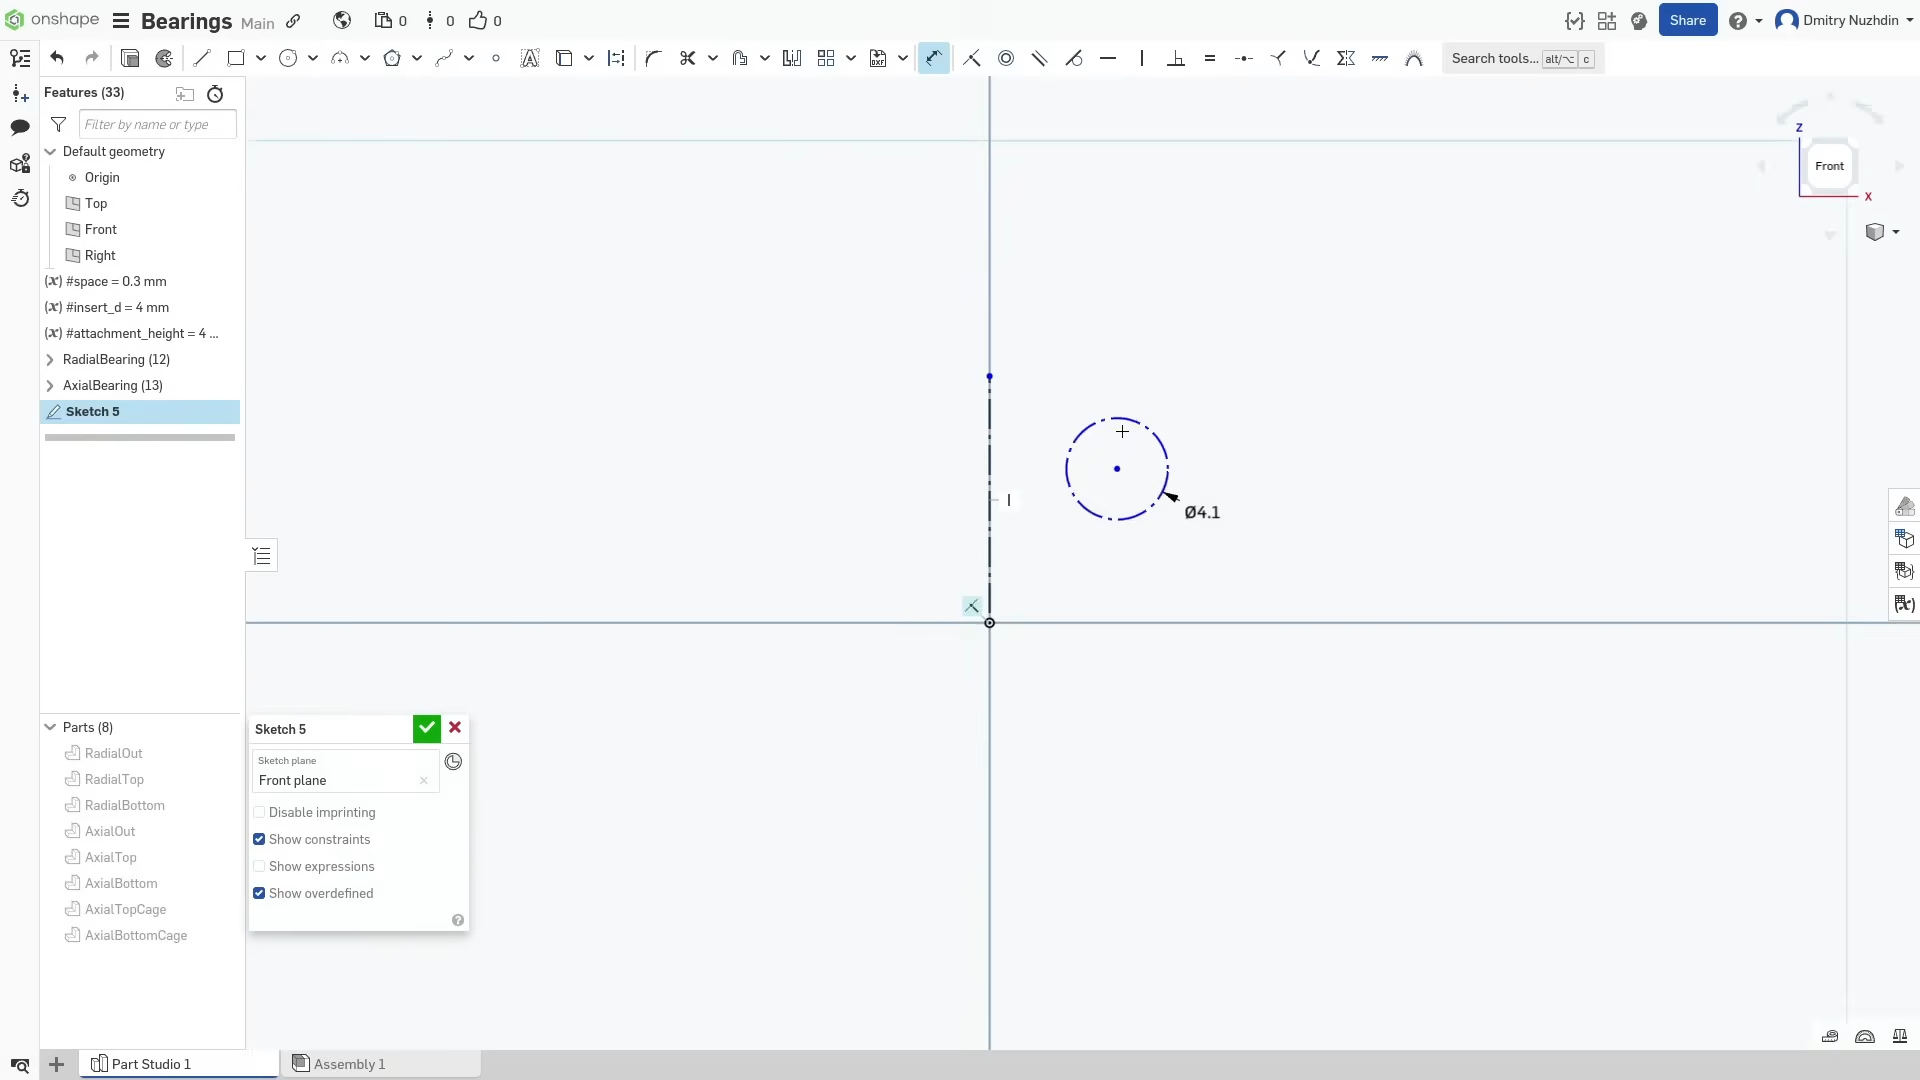 onshape Bearings Main 0 0 0 Share Dmitry Nuzhdin
Search tools... alt/⌥ c
Features (33)
Filter by name or type
Default geometry
Origin
Top
Front
Right
(x) #space = 0.3 mm
(x) #insert_d = 4 mm
(x) #attachment_height = 4 ...
RadialBearing (12)
AxialBearing (13)
Sketch 5
Z
Front
X
Ø4.1
Parts (8)
RadialOut
RadialTop
RadialBottom
AxialOut
AxialTop
AxialBottom
AxialTopCage
AxialBottomCage
Sketch 5
Sketch plane
Front plane
Disable imprinting
Show constraints
Show expressions
Show overdefined
Part Studio 1
Assembly 1